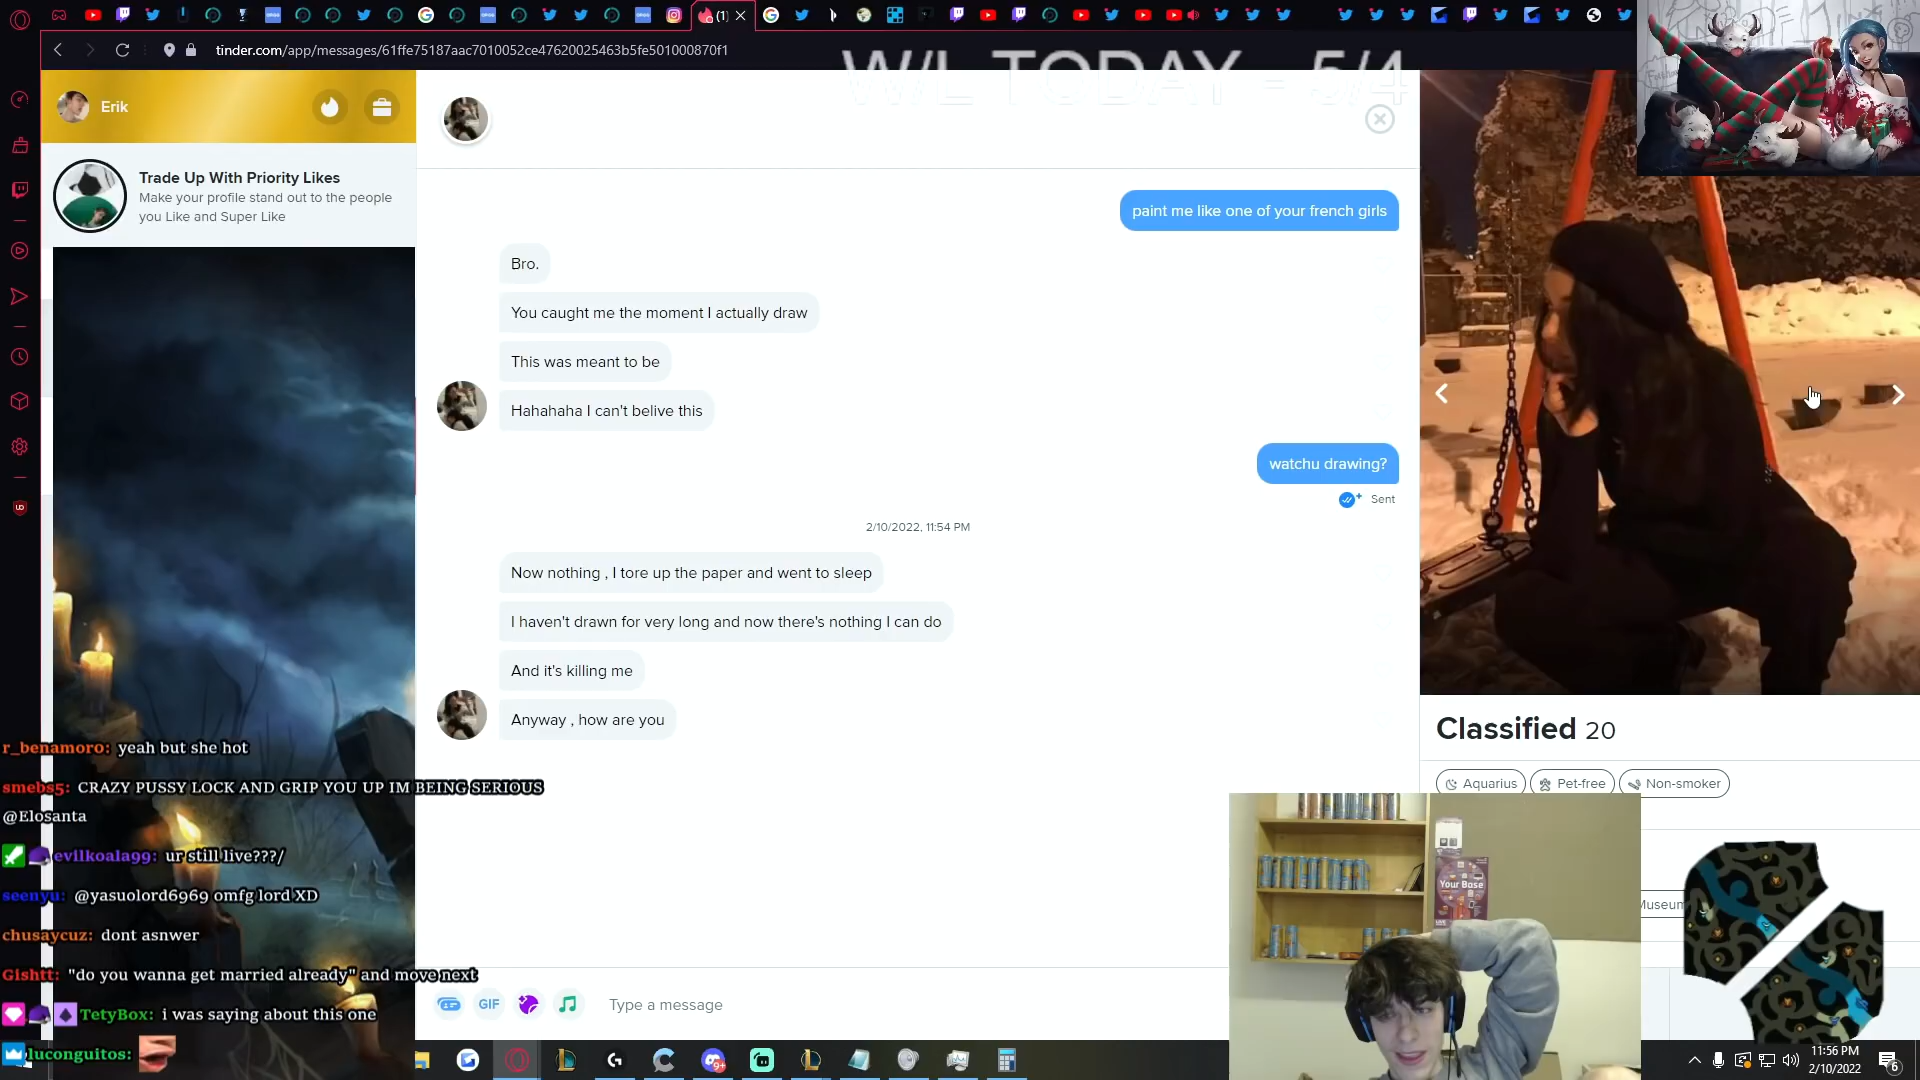 (1)
tinder.com/app/messages/61ffe75187aac7010052ce47620025463b5fe501000870f1
W/L TODAY - 5/4
Erik
Trade Up With Priority Likes
Make your profile stand out to the people
you Like and Super Like
paint me like one of your french girls
Bro.
You caught me the moment I actually draw
This was meant to be
Hahahaha I can't belive this
watchu drawing?
Sent
2/10/2022, 11:54 PM
Now nothing , I tore up the paper and went to sleep
I haven't drawn for very long and now there's nothing I can do
And it's killing me
Anyway , how are you
Classified 20
Aquarius
Pet-free
Non-smoker
Museum
r_benamoro: yeah but she hot
smebs5: CRAZY PUSSY LOCK AND GRIP YOU UP IM BEING SERIOUS
@Elosanta
evilkoala99: ur still live???/
seenyu: @yasuolord6969 omfg lord XD
chusaycuz: dont asnwer
Gishtt: "do you wanna get married already" and move next
TetyBox: i was saying about this one
luconguitos:
GIF
Type a message
Your Base
9+
11:56 PM
2/10/2022
6